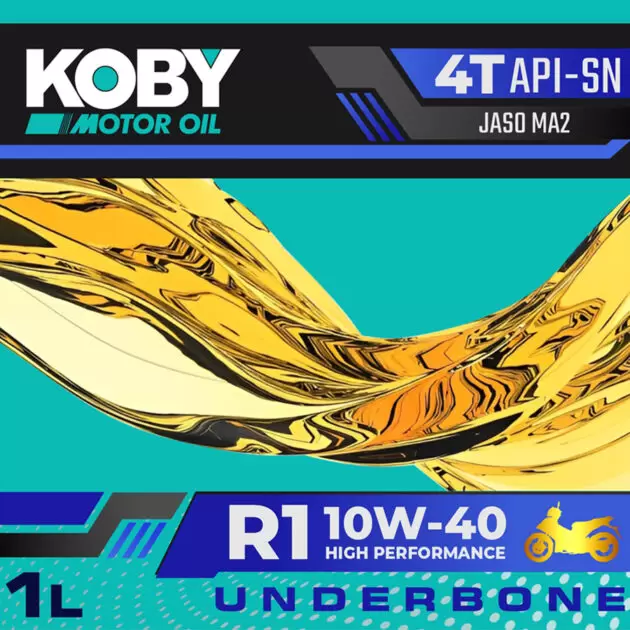 KOBY
MOTOR OIL
4T API-SN
JASO MA2
R1 10W-40
HIGH PERFORMANCE
1L
UNDERBONE